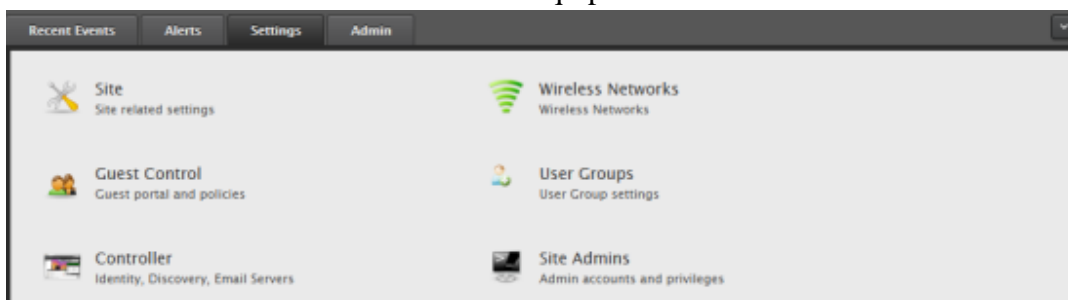 Recent Events Alerts Settings Admin
Site
Site related settings
Wireless Networks
Wireless Networks
Guest Control
Guest portal and policies
User Groups
User Group settings
Controller
Identity, Discovery, Email Servers
Site Admins
Admin accounts and privileges